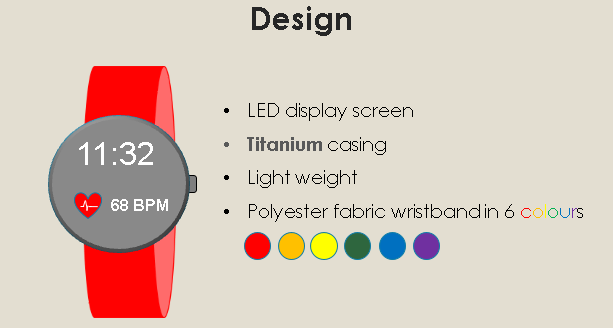 Design
11:32
68 BPM
• LED display screen
• Titanium casing
• Light weight
• Polyester fabric wristband in 6 colours